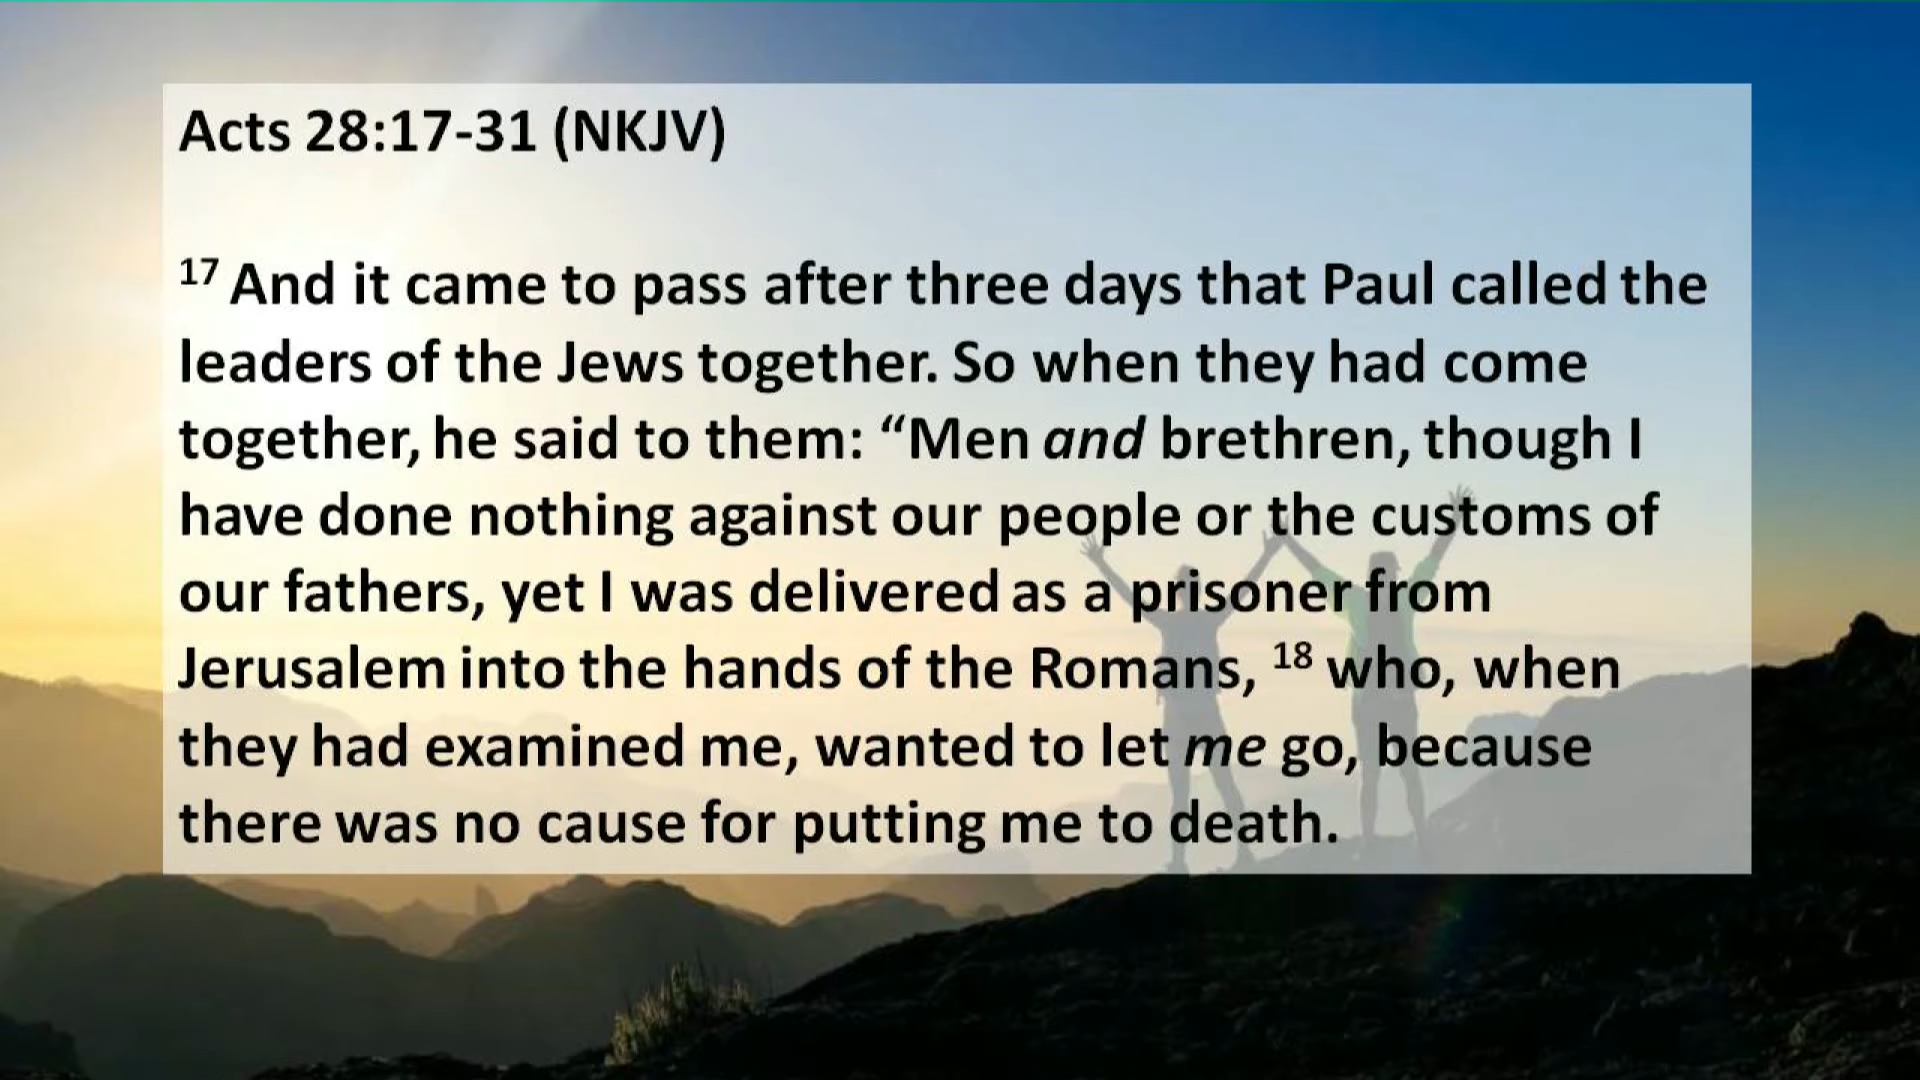 Acts 28:17-31 (NKJV)
17 And it came to pass after three days that Paul called the
leaders of the Jews together. So when they had come
together, he said to them: “Men and brethren, though I
have done nothing against our people or the customs of
our fathers, yet I was delivered as a prisoner from
Jerusalem into the hands of the Romans, 18 who, when
they had examined me, wanted to let me go, because
there was no cause for putting me to death.